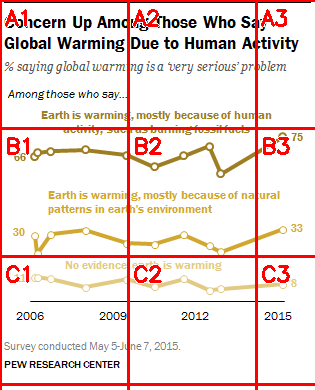 Concern Up Among Those Who Say
Global Warming Due to Human Activity
% saying global warming is a 'very serious' problem
Among those who say...
Earth is warming, mostly because of human
activity, such as burning fossil fuels
75
66
Earth is warming, mostly because of natural
patterns in earth's environment
30
33
No evidence earth is warming
8
2006
2009
2012
2015
Survey conducted May 5-June 7, 2015.
PEW RESEARCH CENTER
A1
A2
A3
B1
B2
B3
C1
C2
C3